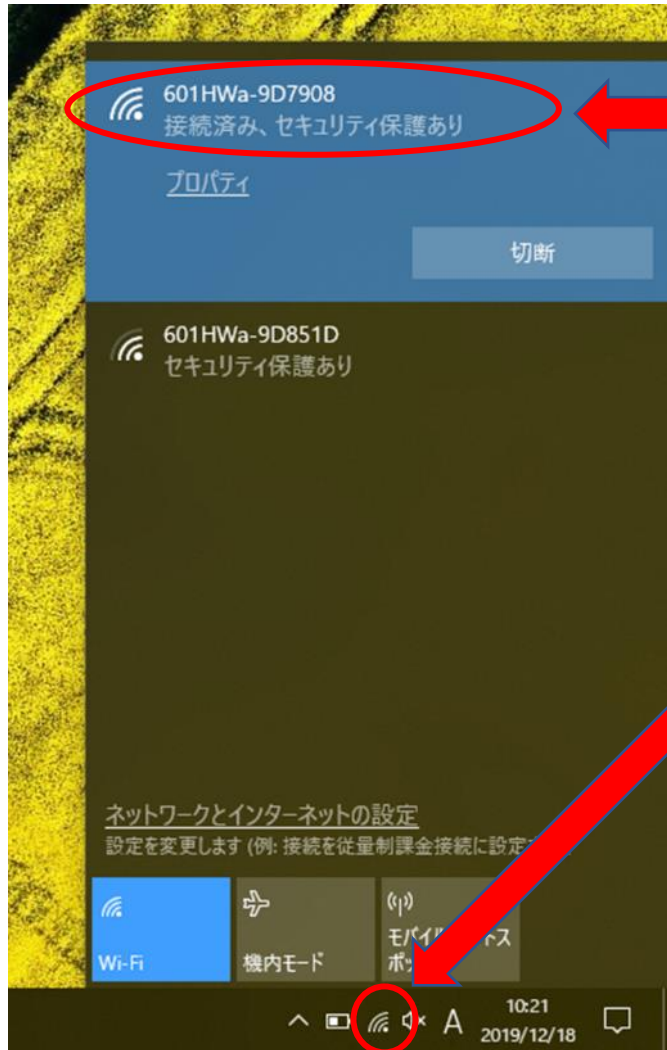 601HWa-9D7908
接続済み、セキュリティ保護あり
プロパティ
切断
601HWa-9D851D
セキュリティ保護あり
ネットワークとインターネットの設定
設定を変更します (例: 接続を従量制課金接続に設定
Wi-Fi
機内モード
A
10:21
2019/12/18